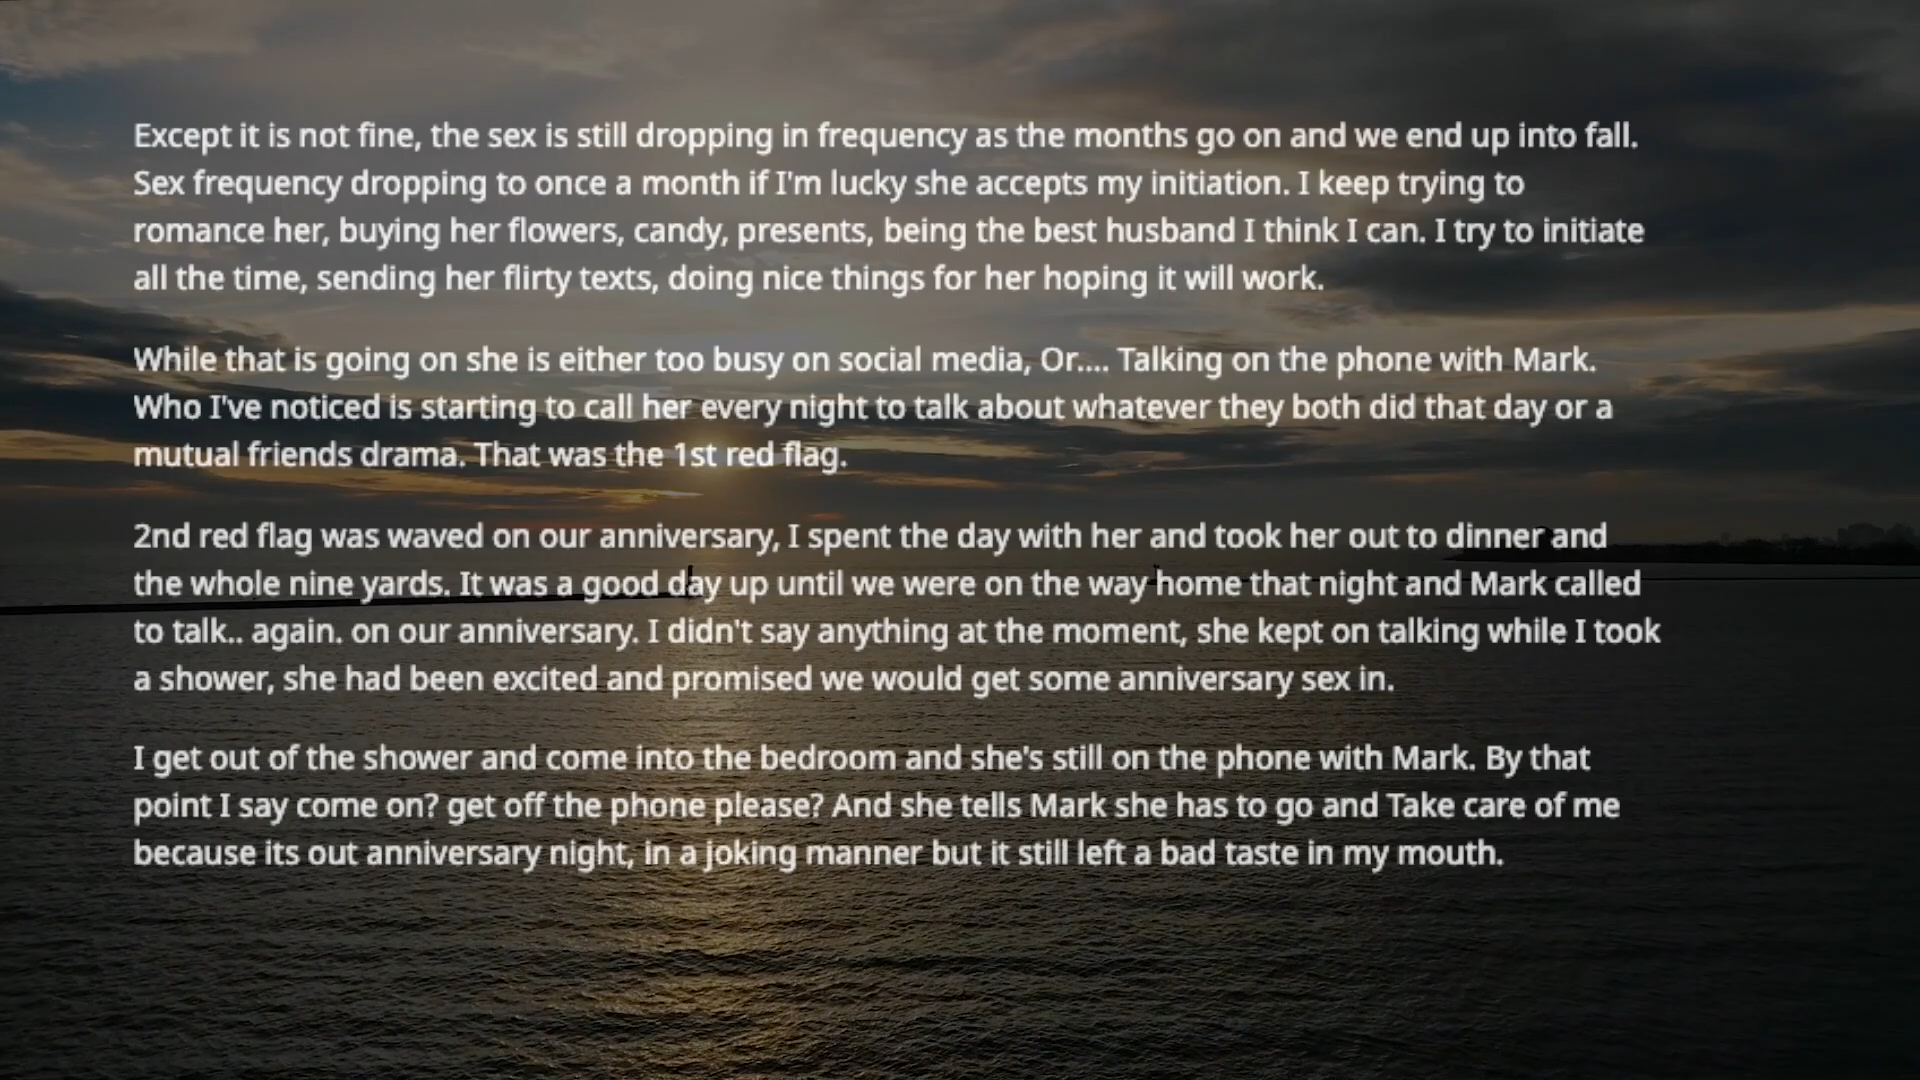 Except it is not fine, the sex is still dropping in frequency as the months go on and we end up into fall.
Sex frequency dropping to once a month if I'm lucky she accepts my initiation. I keep trying to
romance her, buying her flowers, candy, presents, being the best husband I think I can. I try to initiate
all the time, sending her flirty texts, doing nice things for her hoping it will work.
While that is going on she is either too busy on social media, Or.... Talking on the phone with Mark.
Who I've noticed is starting to call her every night to talk about whatever they both did that day or a
mutual friends drama. That was the 1st red flag.
2nd red flag was waved on our anniversary, I spent the day with her and took her out to dinner and
the whole nine yards. It was a good day up until we were on the way home that night and Mark called
to talk.. again. on our anniversary. I didn't say anything at the moment, she kept on talking while I took
a shower, she had been excited and promised we would get some anniversary sex in.
I get out of the shower and come into the bedroom and she's still on the phone with Mark. By that
point I say come on? get off the phone please? And she tells Mark she has to go and Take care of me
because its out anniversary night, in a joking manner but it still left a bad taste in my mouth.